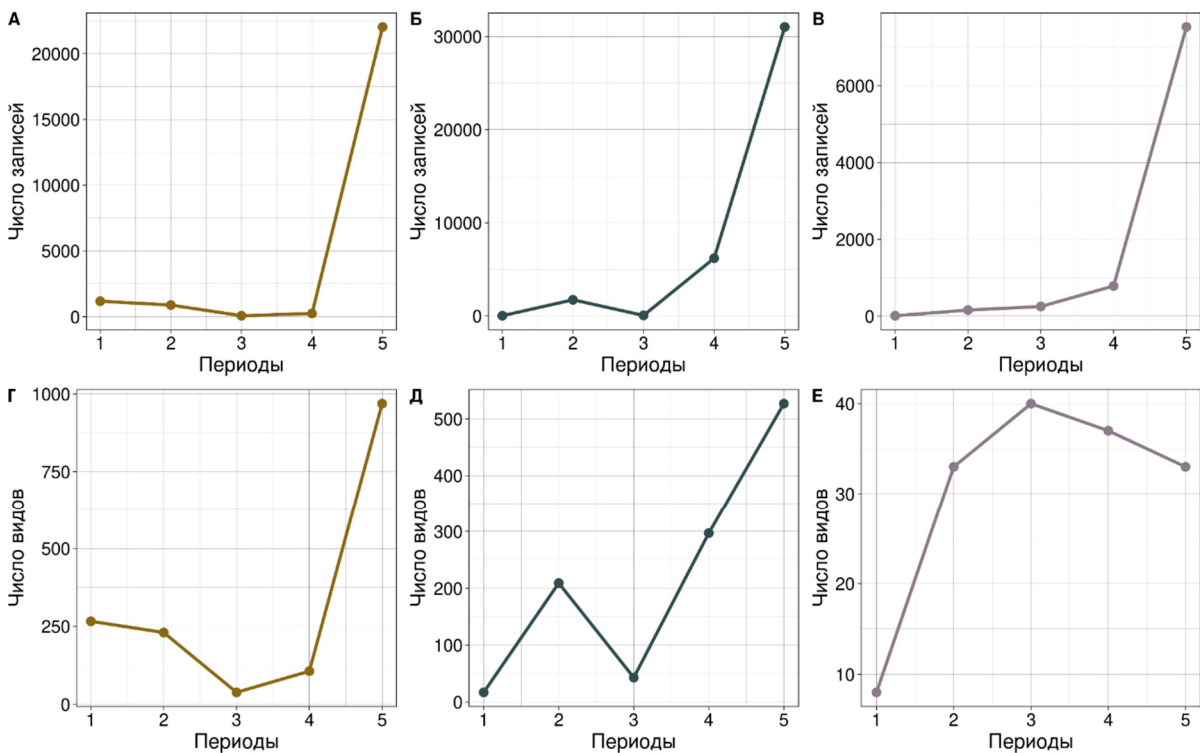 А
Число записей
20000
15000
10000
5000
0
1 2 3 4 5
Периоды
Б
Число записей
30000
20000
10000
0
1 2 3 4 5
Периоды
В
Число записей
6000
4000
2000
0
1 2 3 4 5
Периоды
Г
Число видов
1000
750
500
250
0
1 2 3 4 5
Периоды
Д
Число видов
500
400
300
200
100
0
1 2 3 4 5
Периоды
Е
Число видов
40
30
20
10
1 2 3 4 5
Периоды